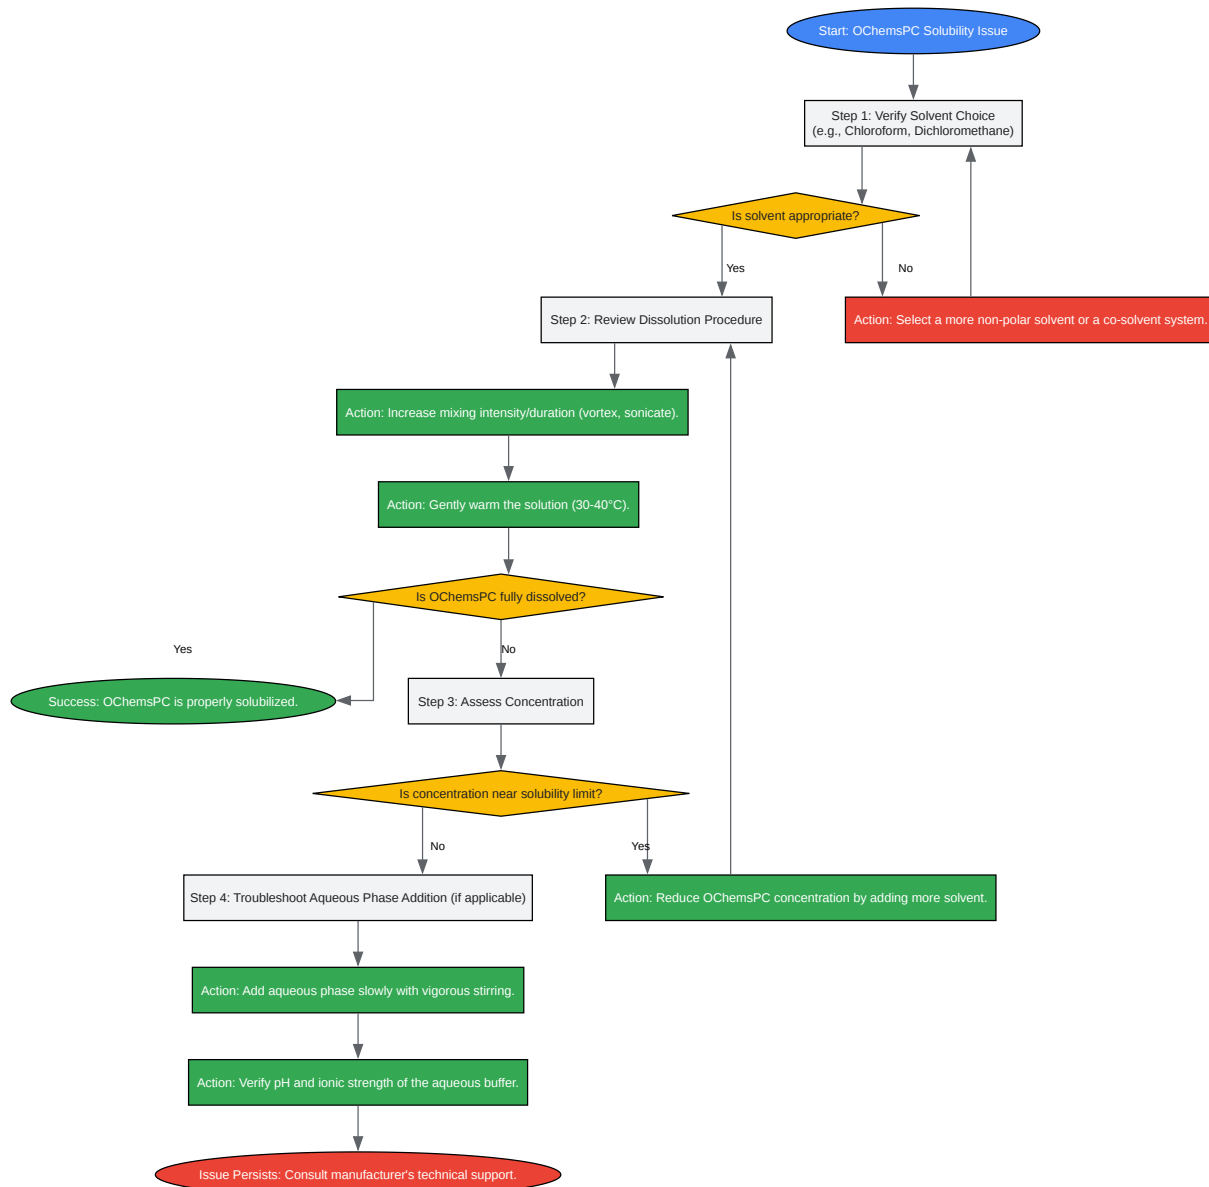 Start: OChemsPC Solubility Issue
Step 1: Verify Solvent Choice
(e.g., Chloroform, Dichloromethane)
Is solvent appropriate?
Yes
No
Step 2: Review Dissolution Procedure
Action: Select a more non-polar solvent or a co-solvent system.
Action: Increase mixing intensity/duration (vortex, sonicate).
Action: Gently warm the solution (30-40°C).
Is OChemsPC fully dissolved?
Yes
No
Success: OChemsPC is properly solubilized.
Step 3: Assess Concentration
Is concentration near solubility limit?
No
Yes
Step 4: Troubleshoot Aqueous Phase Addition (if applicable)
Action: Reduce OChemsPC concentration by adding more solvent.
Action: Add aqueous phase slowly with vigorous stirring.
Action: Verify pH and ionic strength of the aqueous buffer.
Issue Persists: Consult manufacturer's technical support.